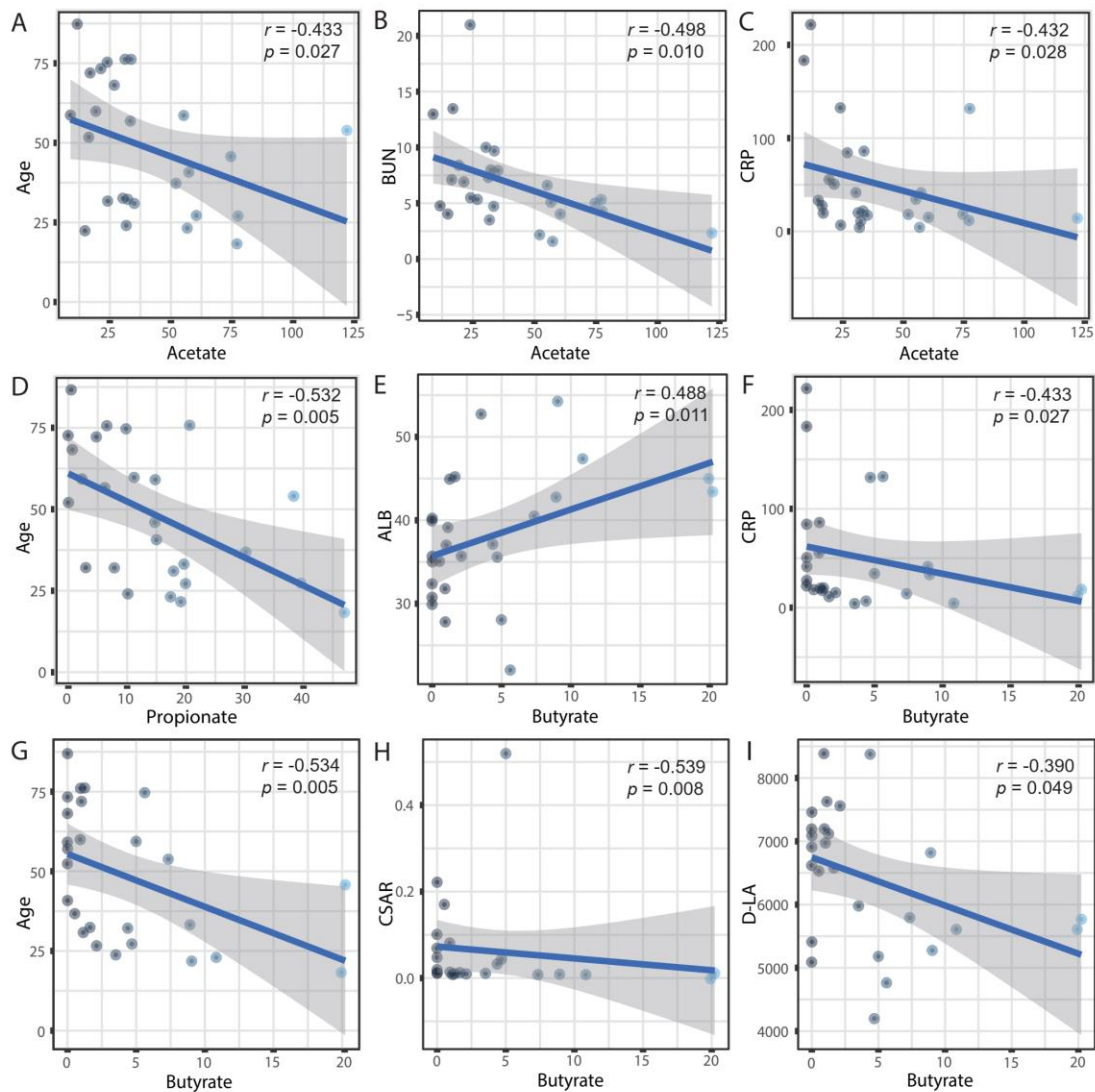 A
r = -0.433
p = 0.027
75
50
25
0
Age
25
50
75
100
125
Acetate
B
r = -0.498
p = 0.010
20
15
10
5
0
−5
BUN
25
50
75
100
125
Acetate
C
r = -0.432
p = 0.028
200
100
0
CRP
25
50
75
100
125
Acetate
D
r = -0.532
p = 0.005
75
50
25
0
Age
0
10
20
30
40
Propionate
E
r = 0.488
p = 0.011
50
40
30
ALB
0
5
10
15
20
Butyrate
F
r = -0.433
p = 0.027
200
100
0
CRP
0
5
10
15
20
Butyrate
G
r = -0.534
p = 0.005
75
50
25
0
Age
0
5
10
15
20
Butyrate
H
r = -0.539
p = 0.008
0.4
0.2
0.0
CSAR
0
5
10
15
20
Butyrate
I
r = -0.390
p = 0.049
8000
7000
6000
5000
4000
D-LA
0
5
10
15
20
Butyrate